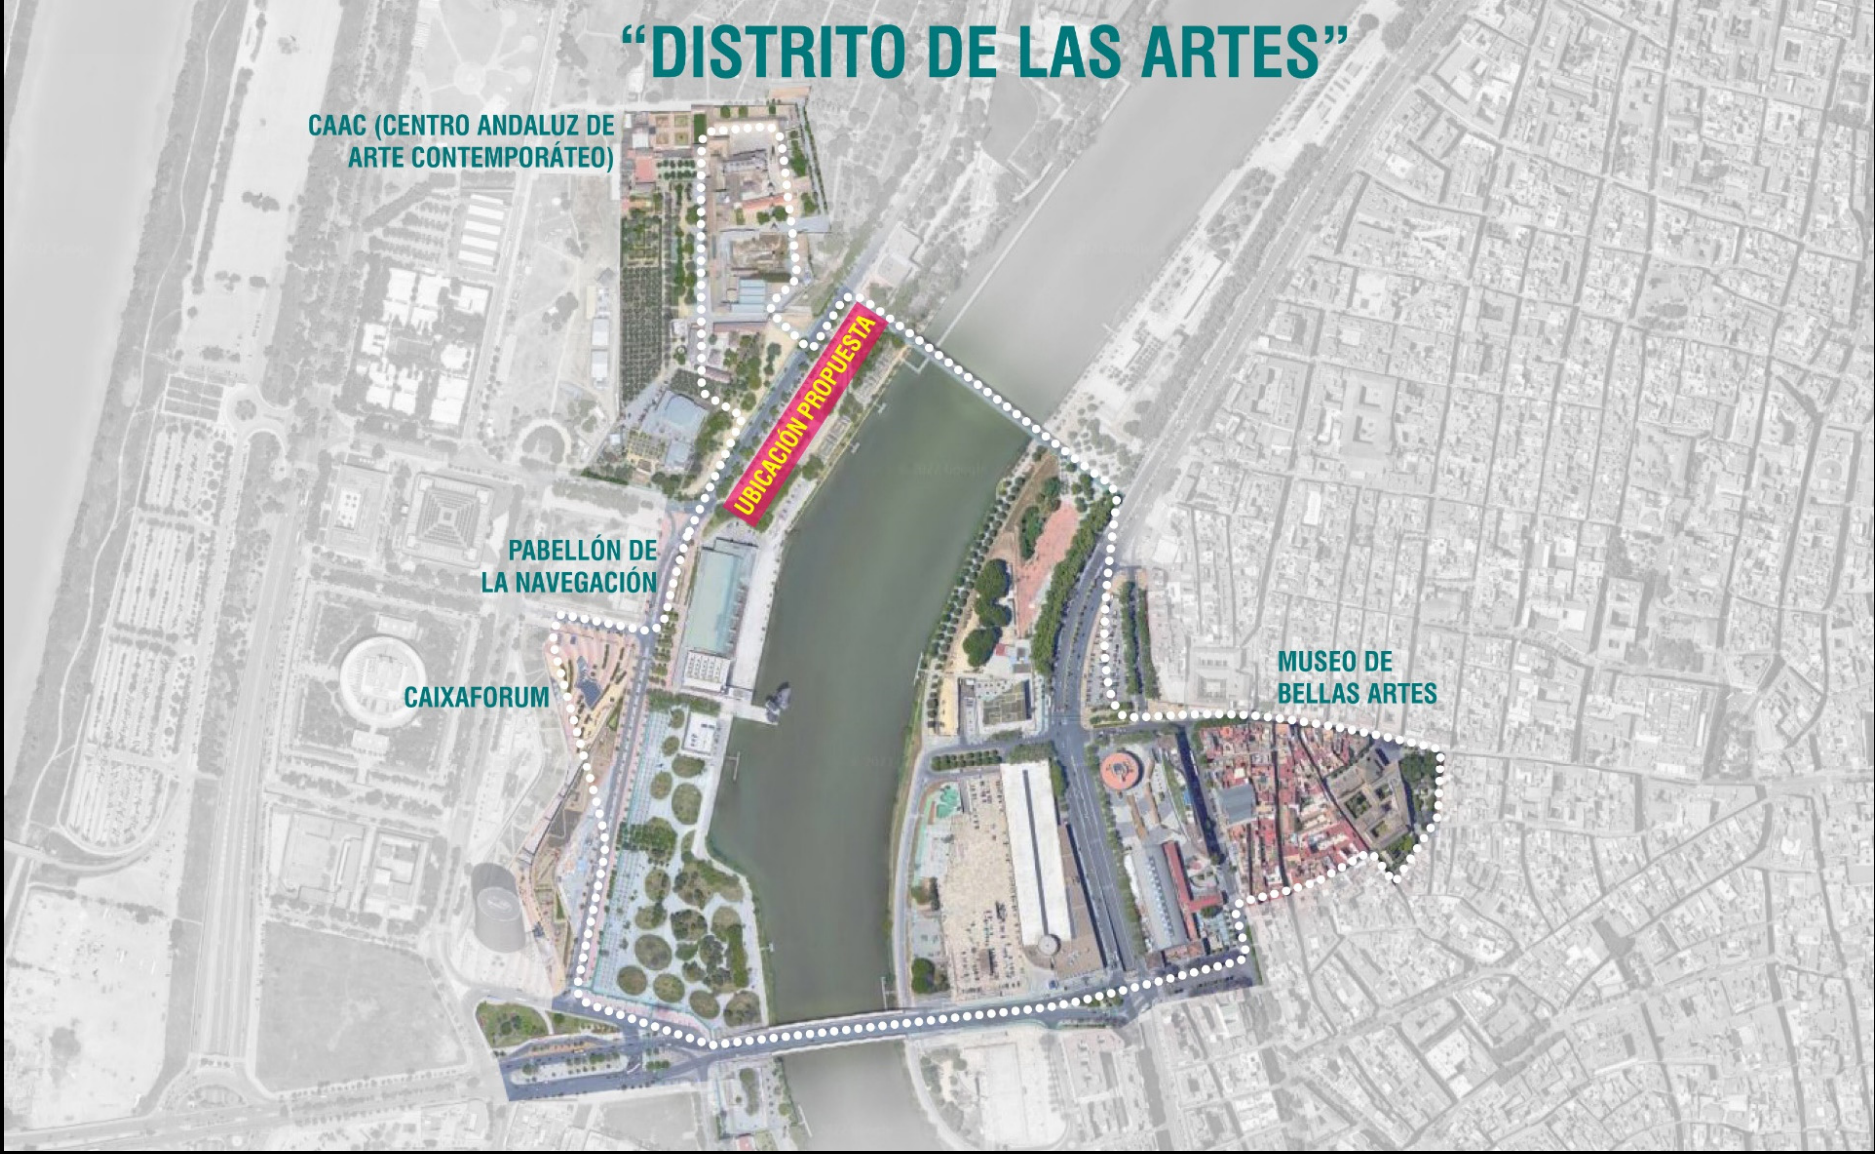 “DISTRITO DE LAS ARTES”
CAAC (CENTRO ANDALUZ DE
ARTE CONTEMPORÁTEO)
UBICACIÓN PROPUESTA
PABELLÓN DE
LA NAVEGACIÓN
CAIXAFORUM
MUSEO DE
BELLAS ARTES